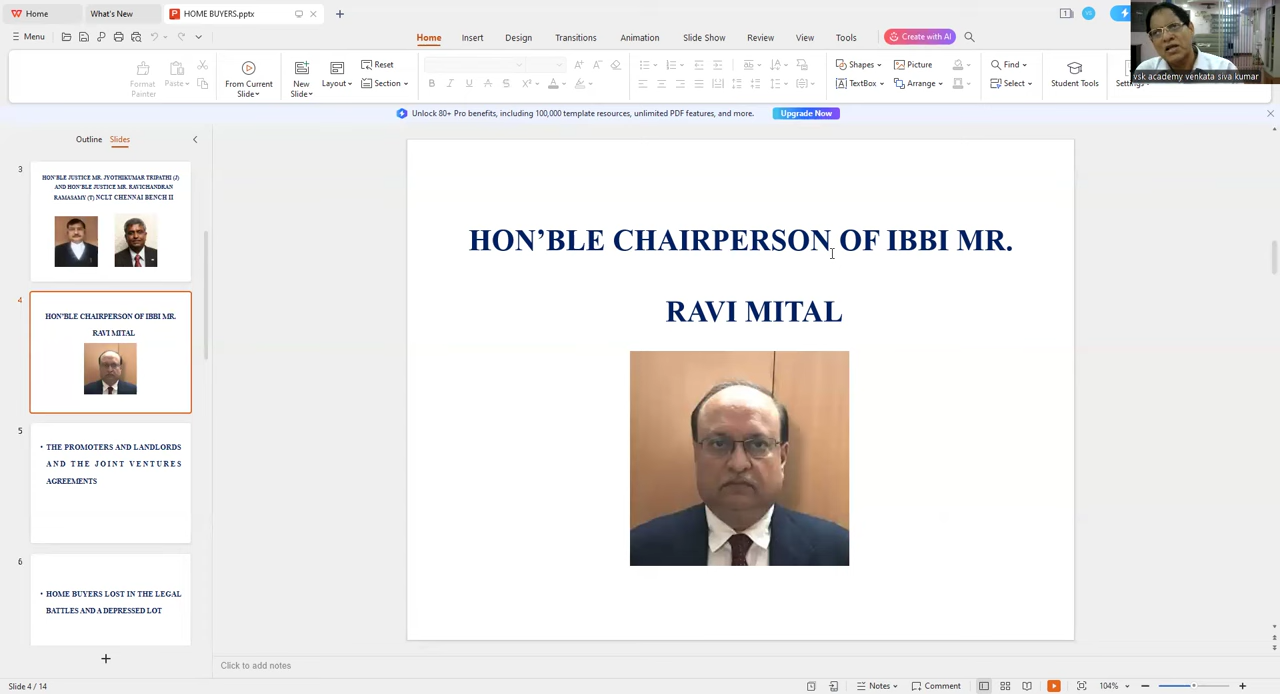 Home
What's New
HOME BUYERS.pptx
Menu
Home
Insert
Design
Transitions
Animation
Slide Show
Review
View
Tools
Create with AI
Format Painter
Paste
From Current Slide
New Slide
Layout
Reset
Section
B I U A S X² A
Shapes
Picture
TextBox
Arrange
Find
Select
Student Tools
Settings
vsk academy venkata siva kumar
Unlock 80+ Pro benefits, including 100,000 template resources, unlimited PDF features, and more.
Upgrade Now
Outline
Slides
3
HON'BLE JUSTICE MR. JYOTHIKUMAR TRIPATHI (J)
AND HON'BLE JUSTICE MR. RAVICHANDRAN
RAMASAMY (T) NCLT CHENNAI BENCH II
4
HON'BLE CHAIRPERSON OF IBBI MR.
RAVI MITAL
5
• THE PROMOTERS AND LANDLORDS
AND THE JOINT VENTURES
AGREEMENTS
6
• HOME BUYERS LOST IN THE LEGAL
BATTLES AND A DEPRESSED LOT
HON’BLE CHAIRPERSON OF IBBI MR.
RAVI MITAL
Click to add notes
Slide 4 / 14
Notes
Comment
104%